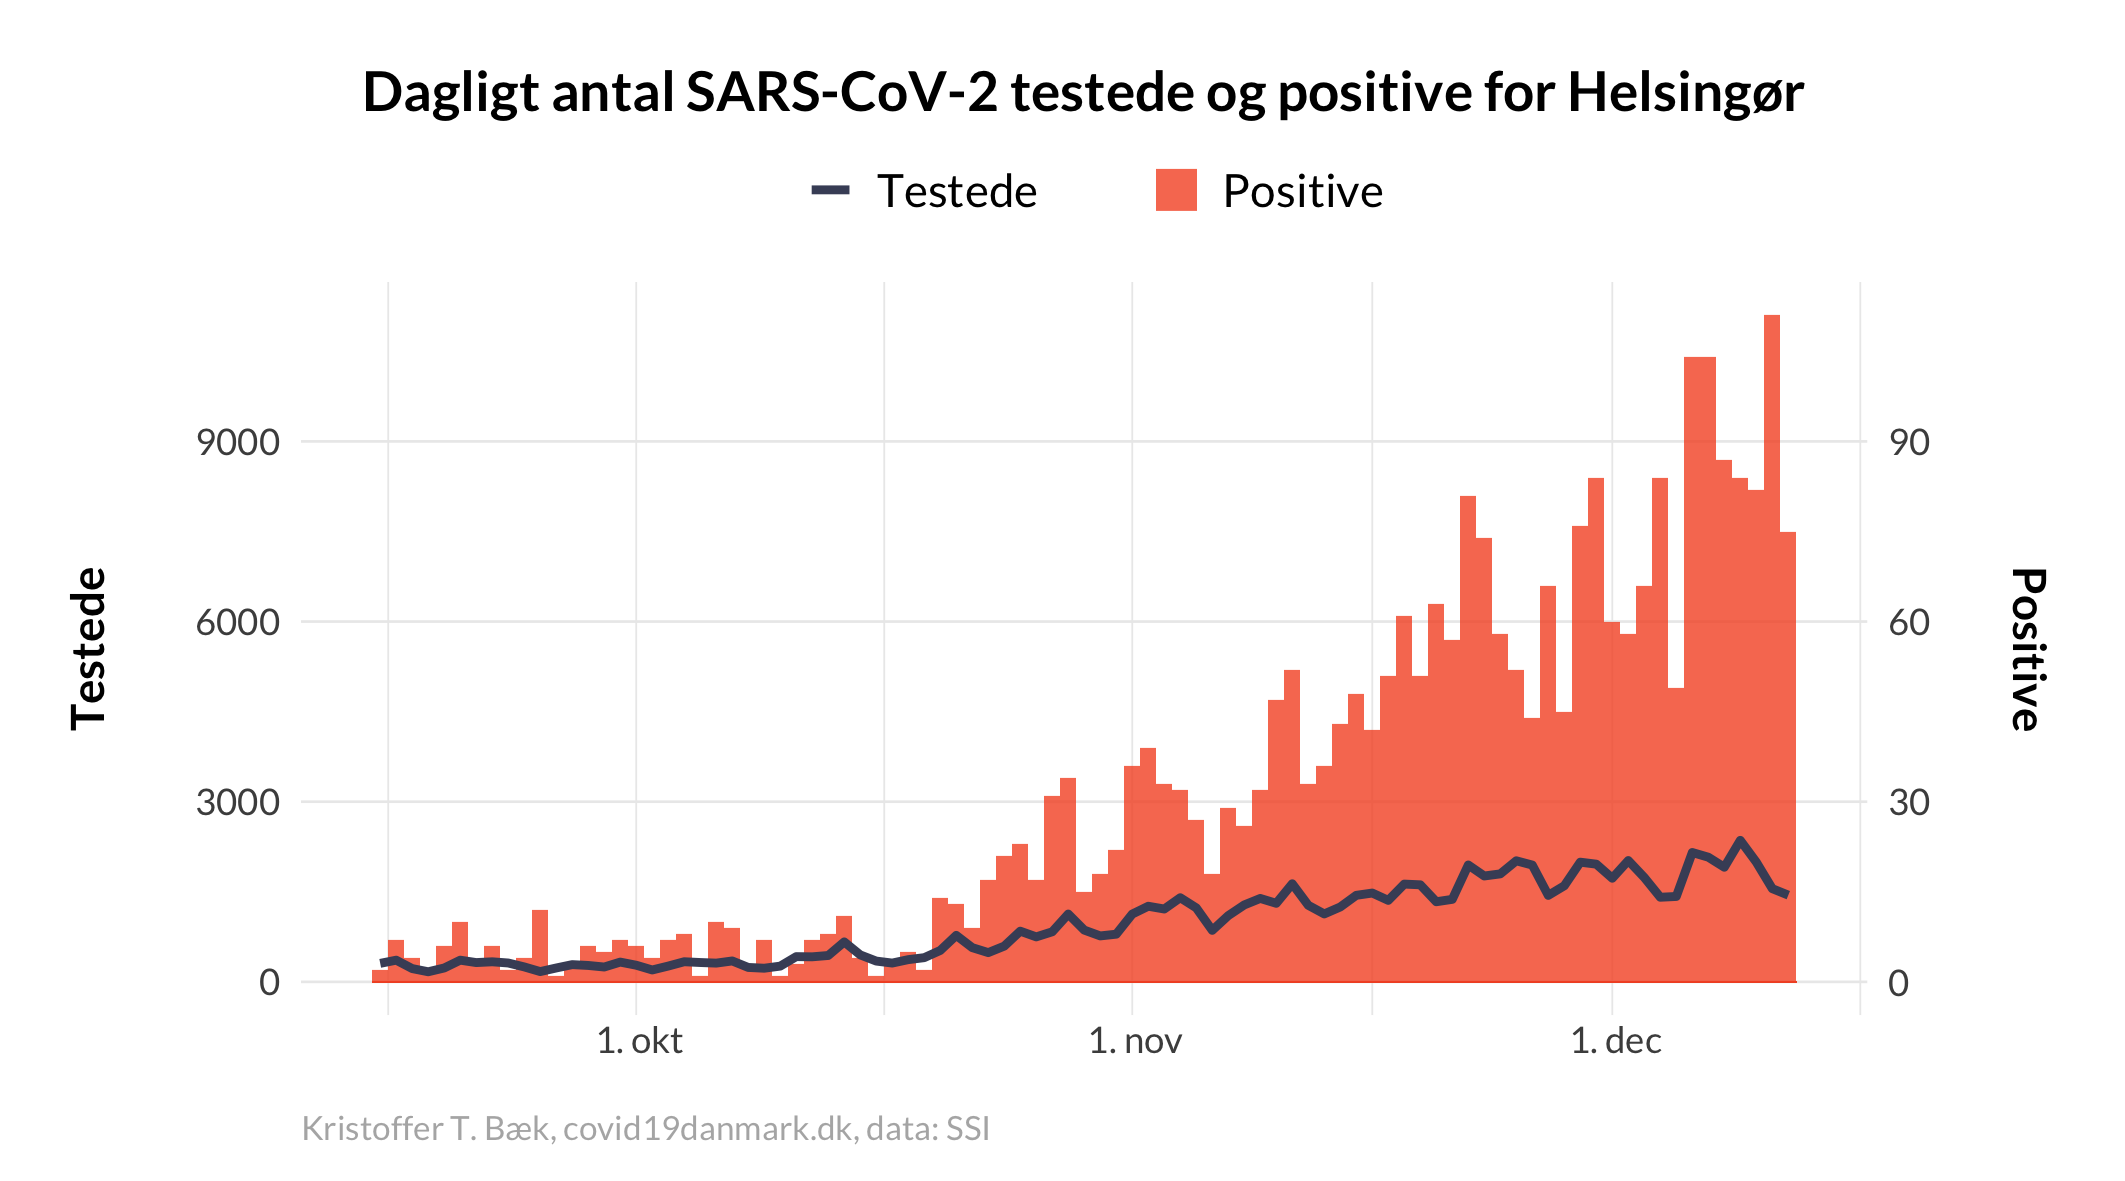 Dagligt antal SARS-CoV-2 testede og positive for Helsingør
Testede Positive
9000 90
6000 60
Testede
Positive
3000 30
0 0
1. okt 1. nov 1. dec
Kristoffer T. Bæk, covid19danmark.dk, data: SSI